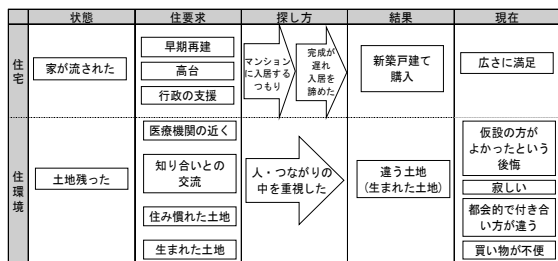 状態
住要求
探し方
結果
現在
住宅
家が流された
早期再建
高台
行政の支援
マンション
に入居する
つもり
完成が
遅れ
入居を
諦めた
新築戸建て
購入
広さに満足
住環境
土地残った
医療機関の近く
知り合いとの
交流
住み慣れた土地
生まれた土地
人・つながりの
中を重視した
違う土地
(生まれた土地)
仮設の方が
よかったという
後悔
寂しい
都会的で付き合
い方が違う
買い物が不便